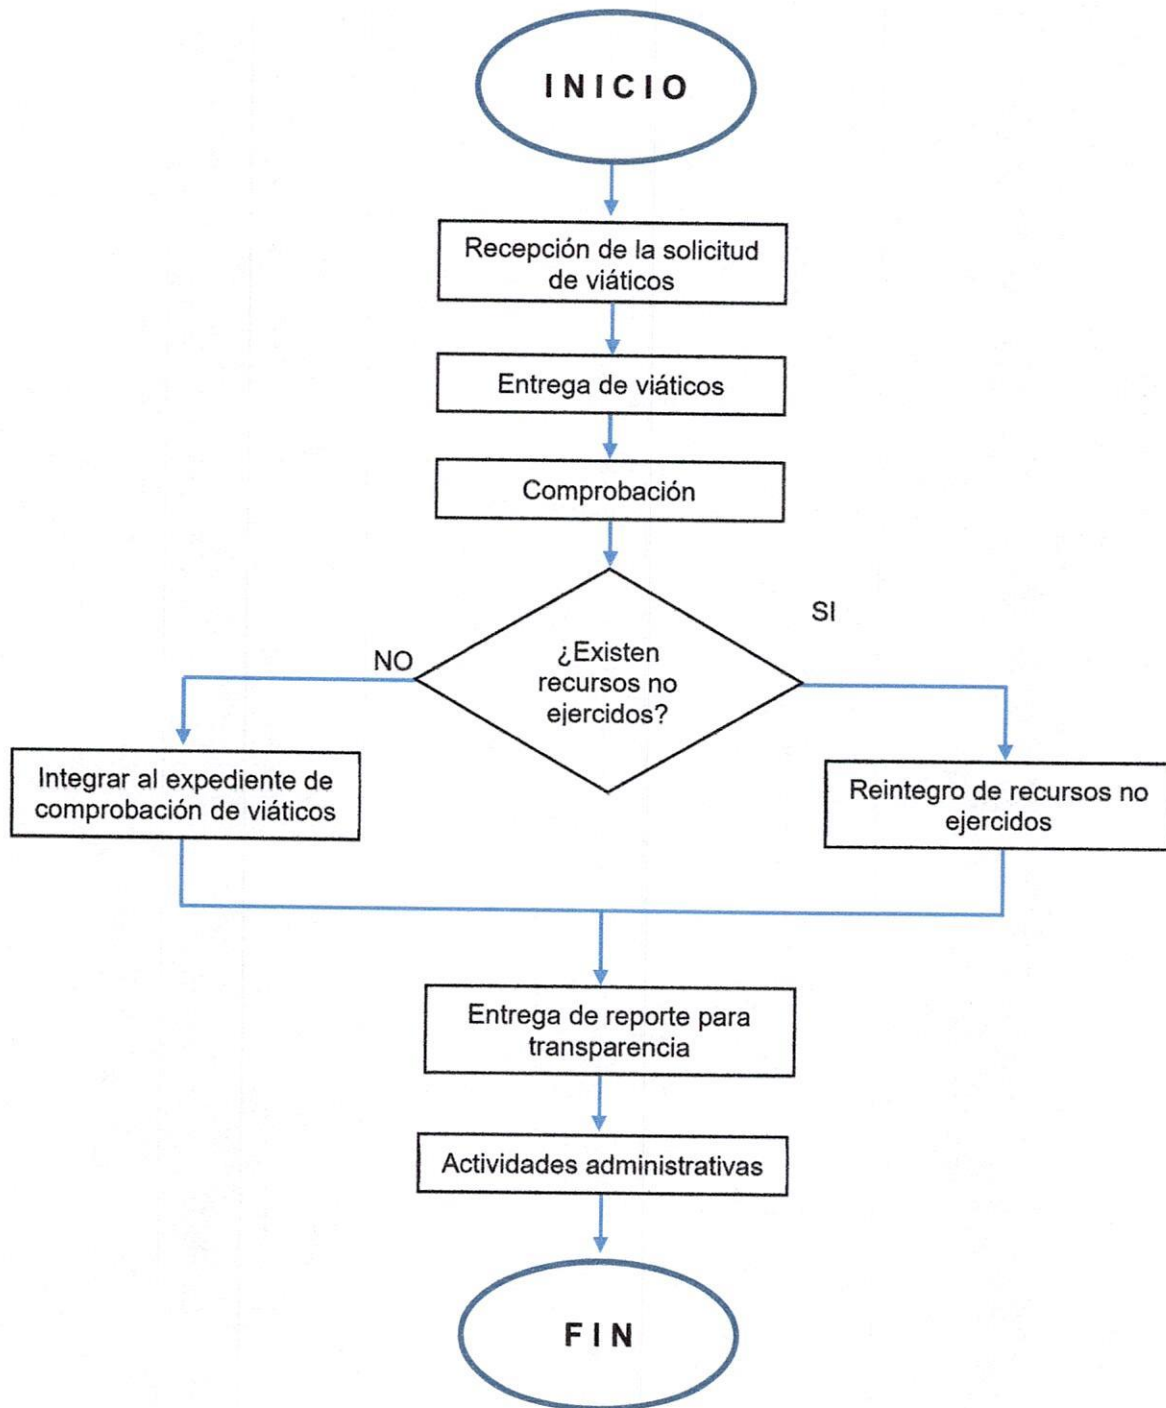 INICIO
Recepción de la solicitud
de viáticos
Entrega de viáticos
Comprobación
¿Existen
recursos no
ejercidos?
NO
SI
Integrar al expediente de
comprobación de viáticos
Reintegro de recursos no
ejercidos
Entrega de reporte para
transparencia
Actividades administrativas
FIN